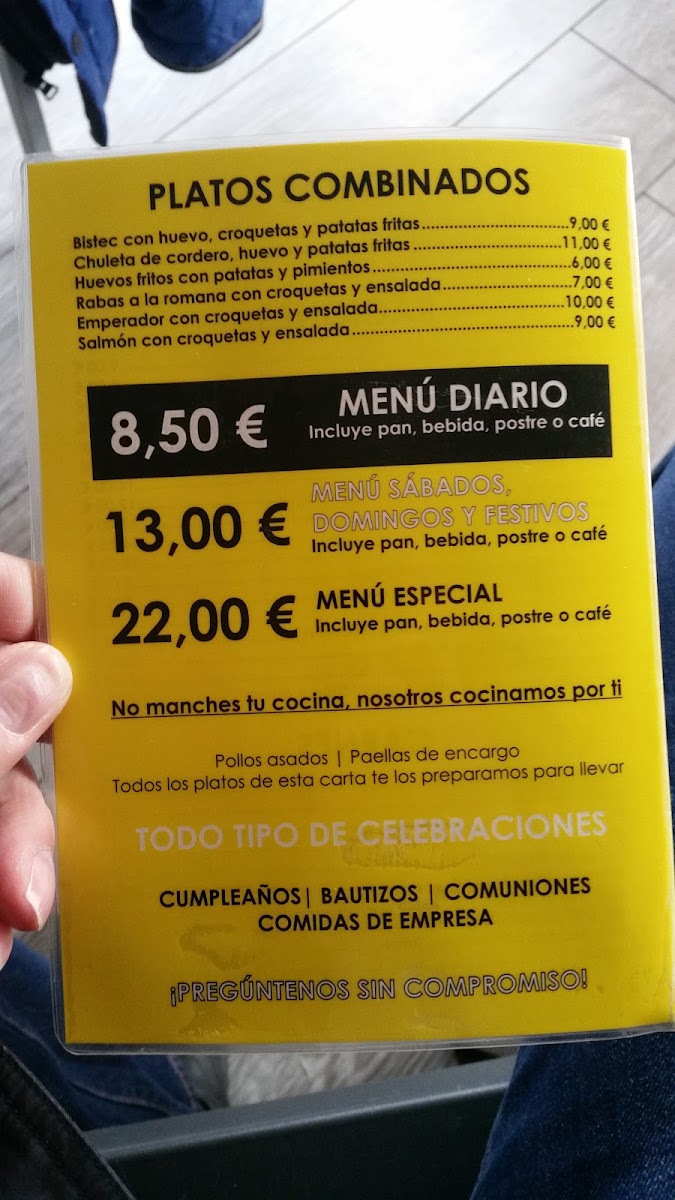 PLATOS COMBINADOS
Bistec con huevo, croquetas y patatas fritas..............................9,00 €
Chuleta de cordero, huevo y patatas fritas..............................11,00 €
Huevos fritos con patatas y pimientos........................................6,00 €
Rabas a la romana con croquetas y ensalada..........................7,00 €
Emperador con croquetas y ensalada.....................................10,00 €
Salmón con croquetas y ensalada.............................................9,00 €
8,50 €
MENÚ DIARIO
Incluye pan, bebida, postre o café
13,00 €
MENÚ SÁBADOS,
DOMINGOS Y FESTIVOS
Incluye pan, bebida, postre o café
22,00 €
MENÚ ESPECIAL
Incluye pan, bebida, postre o café
No manches tu cocina, nosotros cocinamos por ti
Pollos asados | Paellas de encargo
Todos los platos de esta carta te los preparamos para llevar
TODO TIPO DE CELEBRACIONES
CUMPLEAÑOS| BAUTIZOS | COMUNIONES
COMIDAS DE EMPRESA
¡PREGÚNTENOS SIN COMPROMISO!